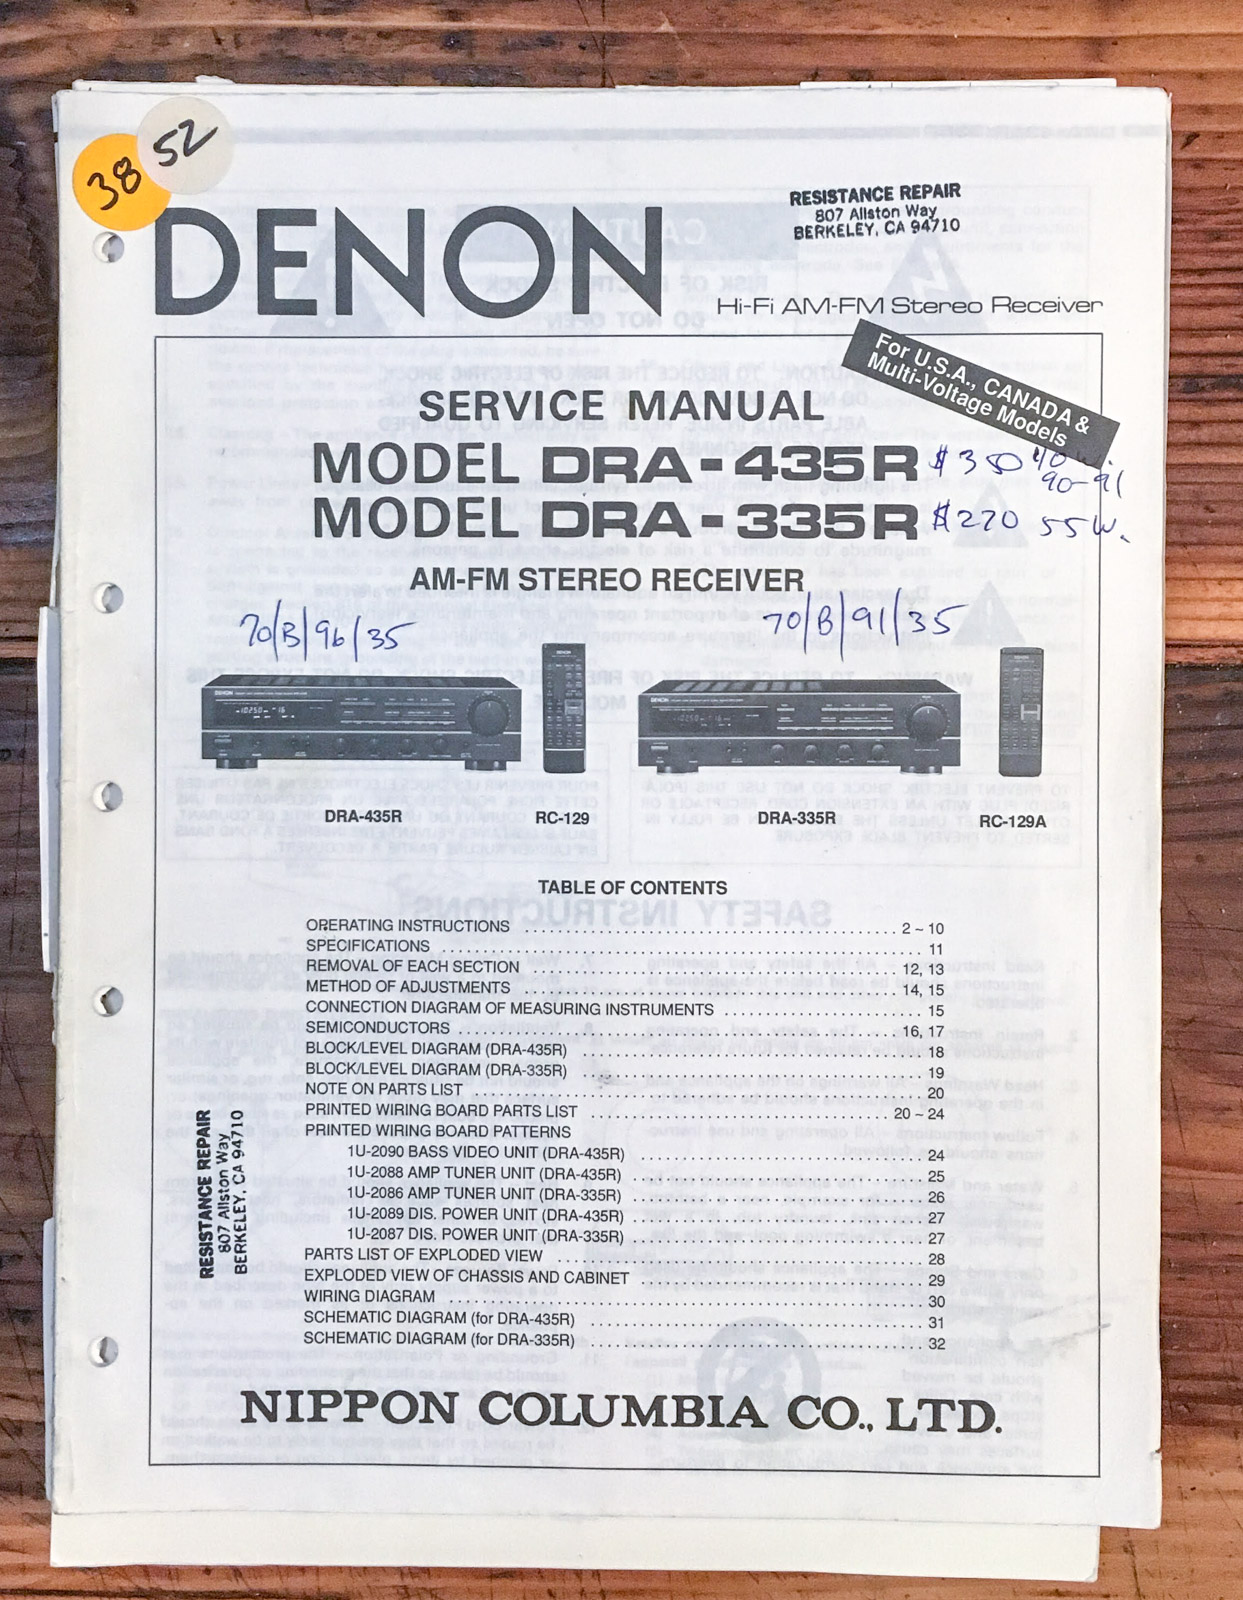 38
52
DENON
RESISTANCE REPAIR
807 Allston Way
BERKELEY, CA 94710
Hi-Fi AM-FM Stereo Receiver
For U.S.A., CANADA &
Multi-Voltage Models
SERVICE MANUAL
MODEL DRA-435R $350 40w.
90-91
MODEL DRA-335R $270 55W.
AM-FM STEREO RECEIVER
70/B/96/35
70/B/91/35
DRA-435R RC-129 DRA-335R RC-129A
TABLE OF CONTENTS
OPERATING INSTRUCTIONS 2 ~ 10
SPECIFICATIONS 11
REMOVAL OF EACH SECTION 12, 13
METHOD OF ADJUSTMENTS 14, 15
CONNECTION DIAGRAM OF MEASURING INSTRUMENTS 15
SEMICONDUCTORS 16, 17
BLOCK/LEVEL DIAGRAM (DRA-435R) 18
BLOCK/LEVEL DIAGRAM (DRA-335R) 19
NOTE ON PARTS LIST 20
PRINTED WIRING BOARD PARTS LIST 20 ~ 24
PRINTED WIRING BOARD PATTERNS
1U-2090 BASS VIDEO UNIT (DRA-435R) 24
1U-2088 AMP TUNER UNIT (DRA-435R) 25
1U-2086 AMP TUNER UNIT (DRA-335R) 26
1U-2089 DIS. POWER UNIT (DRA-435R) 27
1U-2087 DIS. POWER UNIT (DRA-335R) 27
PARTS LIST OF EXPLODED VIEW 28
EXPLODED VIEW OF CHASSIS AND CABINET 29
WIRING DIAGRAM 30
SCHEMATIC DIAGRAM (for DRA-435R) 31
SCHEMATIC DIAGRAM (for DRA-335R) 32
RESISTANCE REPAIR
807 Allston Way
BERKELEY, CA 94710
NIPPON COLUMBIA CO., LTD.